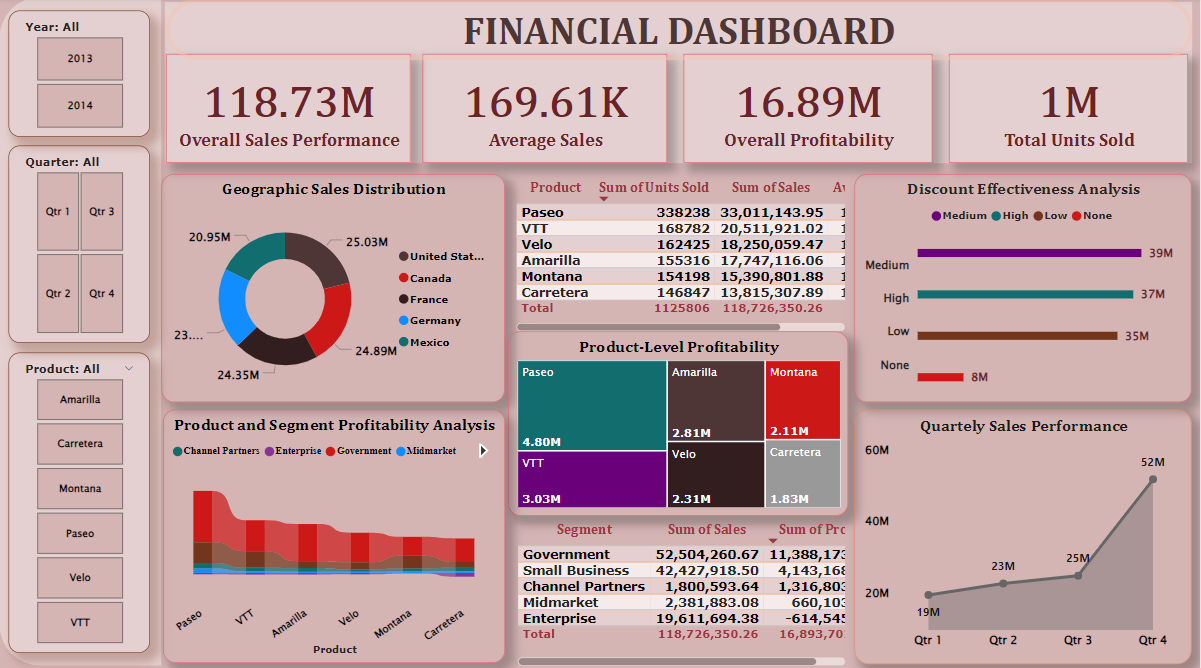 FINANCIAL DASHBOARD
Year: All
2013
2014
Quarter: All
Qtr 1
Qtr 3
Qtr 2
Qtr 4
Product: All
Amarilla
Carretera
Montana
Paseo
Velo
VTT
118.73M
Overall Sales Performance
169.61K
Average Sales
16.89M
Overall Profitability
1M
Total Units Sold
Geographic Sales Distribution
20.95M
25.03M
23....
24.89M
24.35M
United Stat...
Canada
France
Germany
Mexico
Product Sum of Units Sold Sum of Sales Av
Paseo 338238 33,011,143.95 1
VTT 168782 20,511,921.02 1
Velo 162425 18,250,059.47 1
Amarilla 155316 17,747,116.06 1
Montana 154198 15,390,801.88 1
Carretera 146847 13,815,307.89 1
Total 1125806 118,726,350.26
Discount Effectiveness Analysis
Medium High Low None
Medium 39M
High 37M
Low 35M
None 8M
Product and Segment Profitability Analysis
Channel Partners Enterprise Government Midmarket
Paseo
VTT
Amarilla
Velo
Montana
Carretera
Product
Product-Level Profitability
Paseo
4.80M
VTT
3.03M
Amarilla
2.81M
Velo
2.31M
Montana
2.11M
Carretera
1.83M
Segment Sum of Sales Sum of Pro
Government 52,504,260.67 11,388,173
Small Business 42,427,918.50 4,143,168
Channel Partners 1,800,593.64 1,316,803
Midmarket 2,381,883.08 660,103
Enterprise 19,611,694.38 -614,545
Total 118,726,350.26 16,893,70
Quartely Sales Performance
60M
40M
20M
19M
23M
25M
52M
Qtr 1 Qtr 2 Qtr 3 Qtr 4